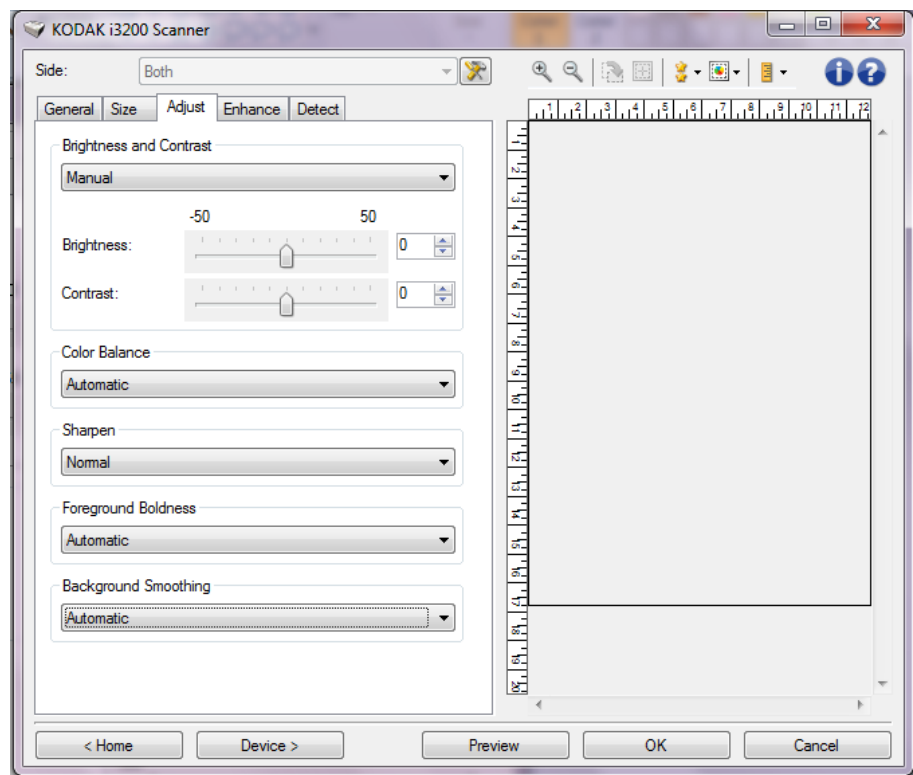 KODAK i3200 Scanner
Side: Both
General Size Adjust Enhance Detect
Brightness and Contrast
Manual
-50 50
Brightness: 0
Contrast: 0
Color Balance
Automatic
Sharpen
Normal
Foreground Boldness
Automatic
Background Smoothing
Automatic
1 2 3 4 5 6 7 8 9 10 11 12
1
2
3
4
5
6
7
8
9
10
11
12
13
14
15
16
17
18
19
20
< Home Device > Preview OK Cancel